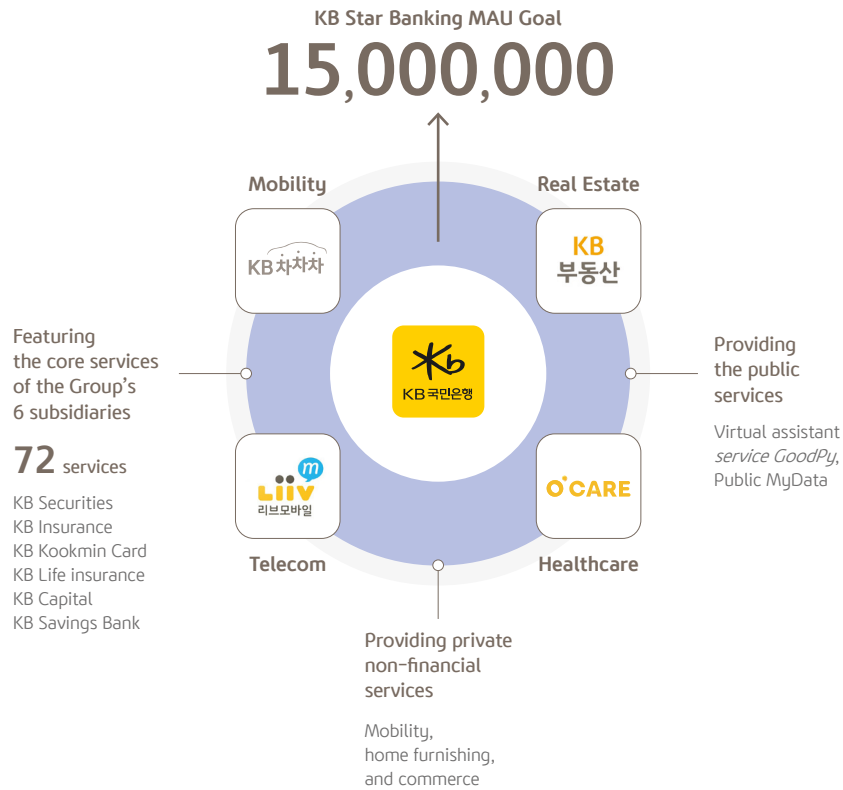 KB Star Banking MAU Goal
15,000,000
Mobility
Real Estate
KB차차차
KB
부동산
Featuring
the core services
of the Group's
6 subsidiaries
72 services
KB Securities
KB Insurance
KB Kookmin Card
KB Life insurance
KB Capital
KB Savings Bank
Kb
KB국민은행
Providing
the public
services
Virtual assistant
service GoodPy,
Public MyData
m
Liiv
리브모바일
O'CARE
Telecom
Healthcare
Providing private
non-financial
services
Mobility,
home furnishing,
and commerce